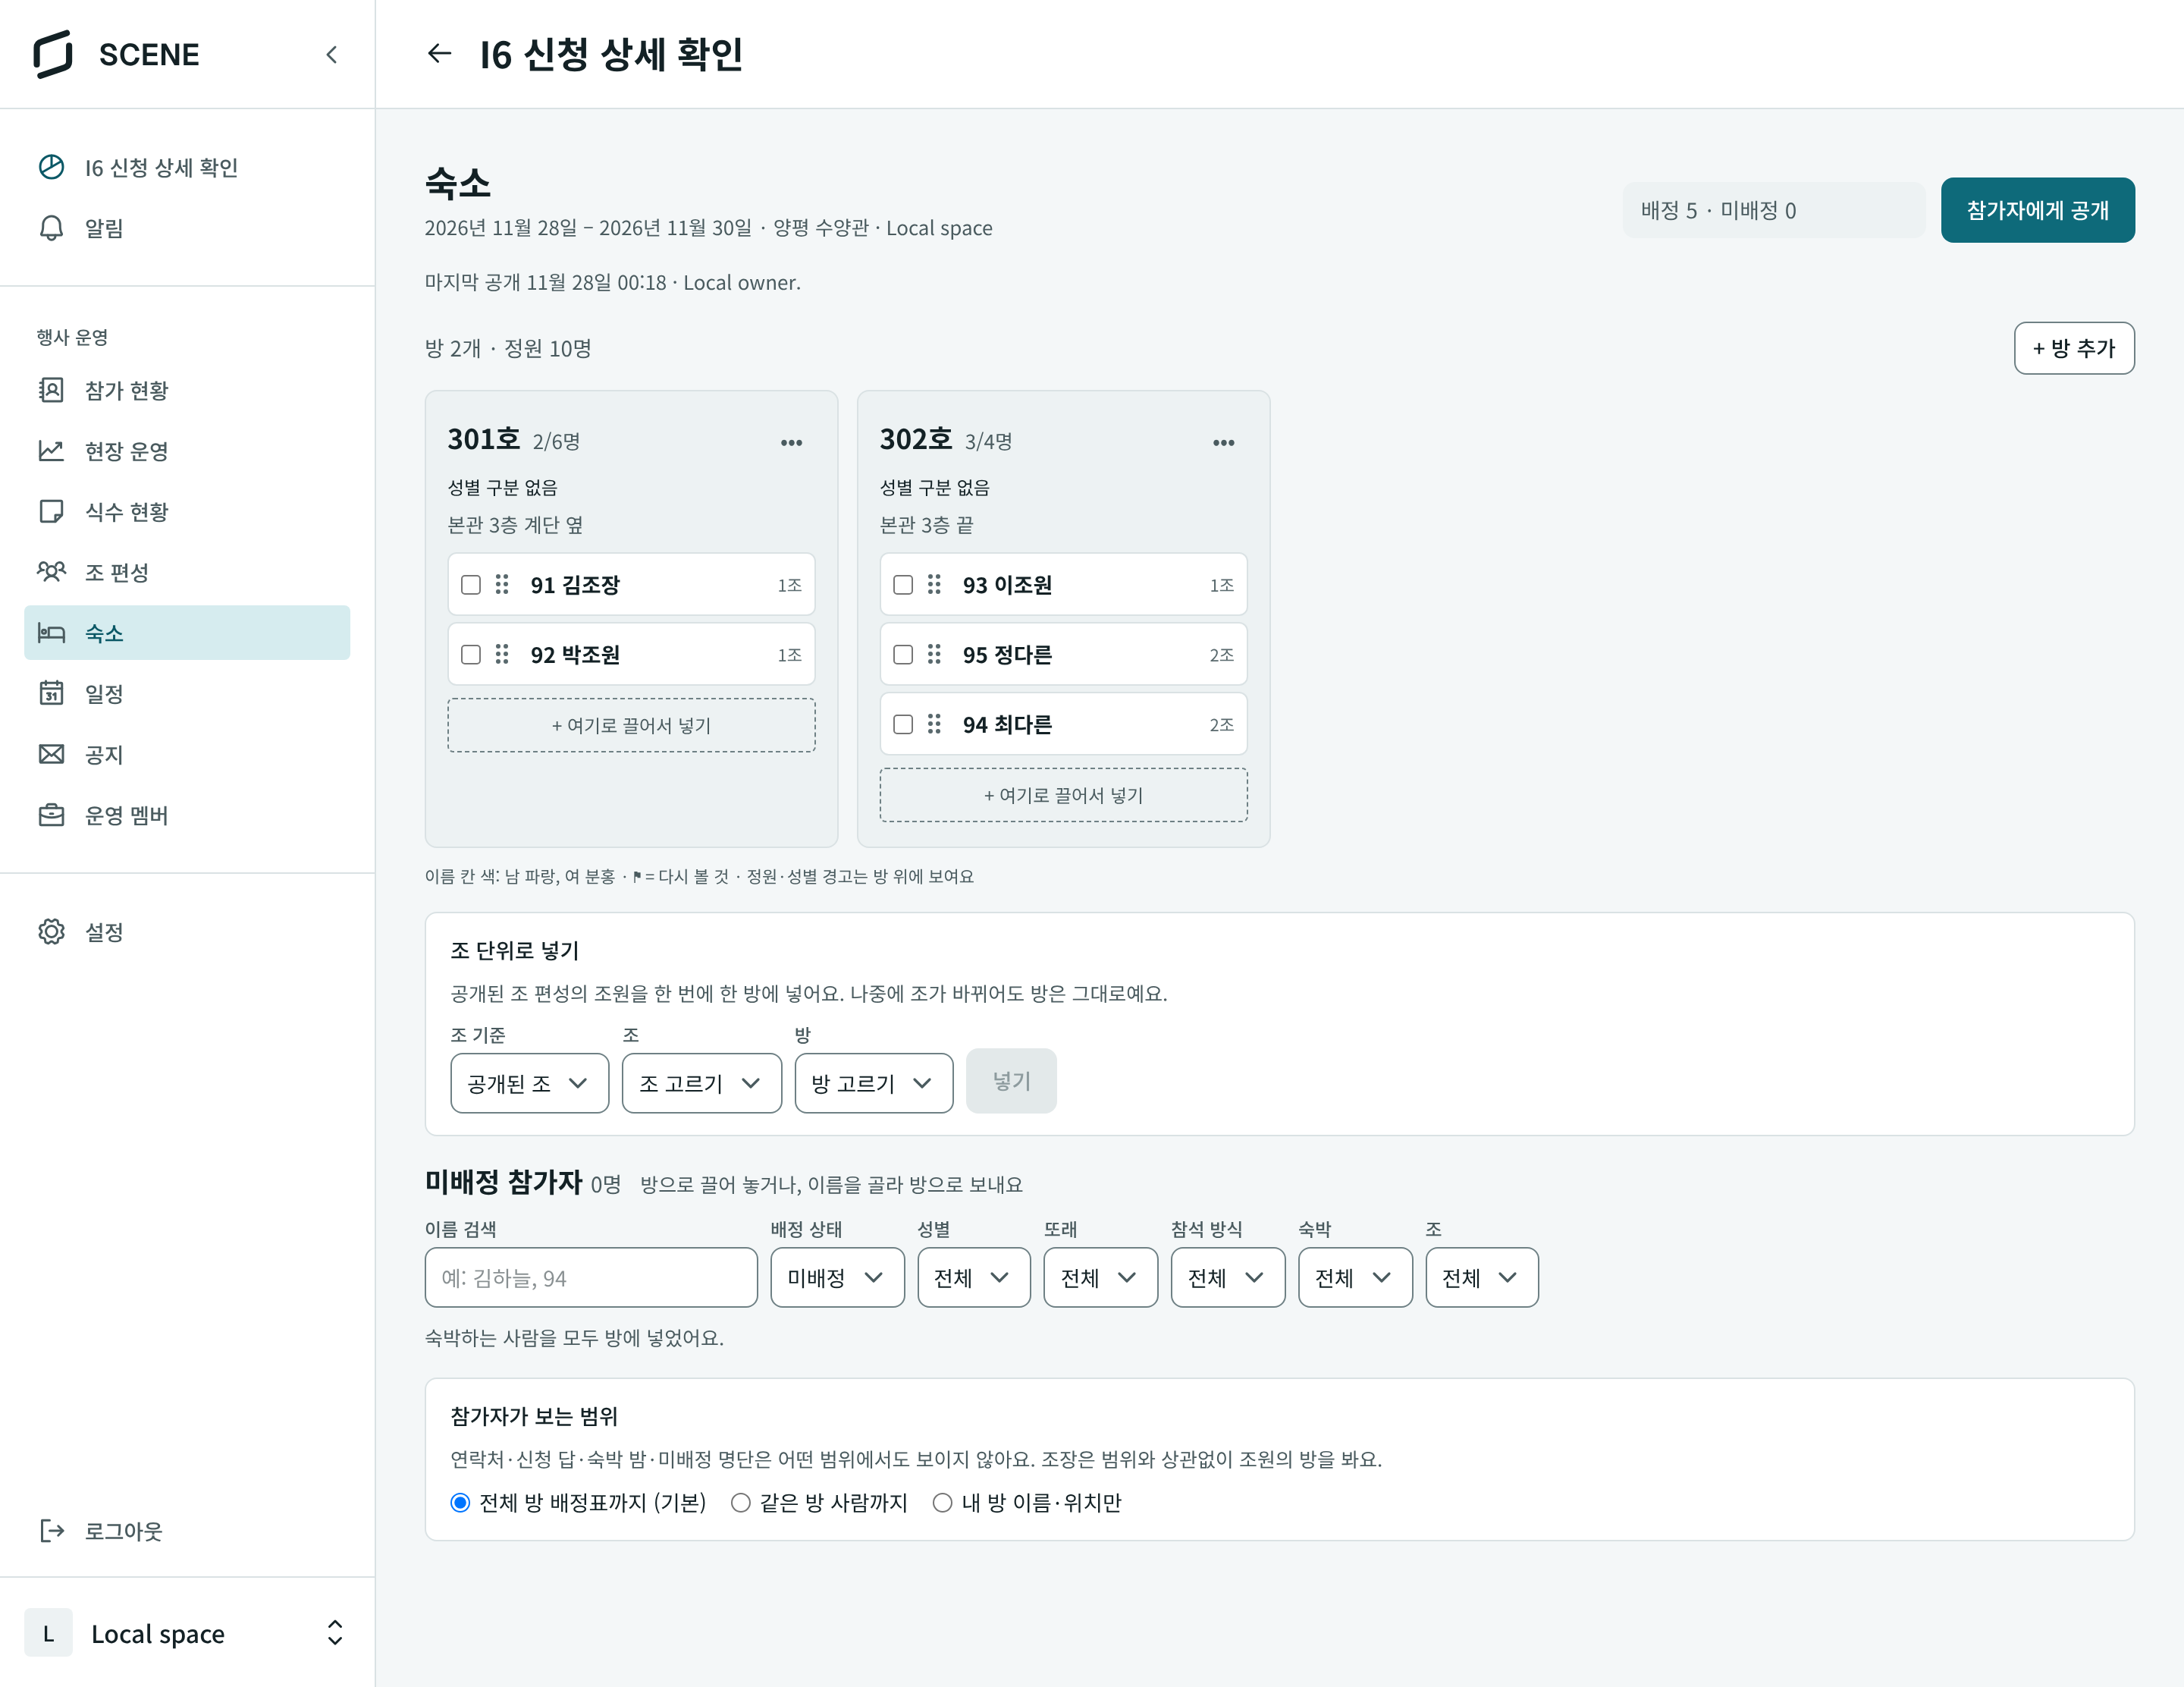 SCENE
I6 신청 상세 확인
I6 신청 상세 확인
알림
행사 운영
참가 현황
현장 운영
식수 현황
조 편성
숙소
일정
31
공지
운영 멤버
설정
로그아웃
L Local space
숙소
2026년 11월 28일 – 2026년 11월 30일 · 양평 수양관 · Local space
배정 5 · 미배정 0
참가자에게 공개
마지막 공개 11월 28일 00:18 · Local owner.
방 2개 · 정원 10명
+ 방 추가
301호 2/6명
성별 구분 없음
본관 3층 계단 옆
91 김조장 1조
92 박조원 1조
+ 여기로 끌어서 넣기
302호 3/4명
성별 구분 없음
본관 3층 끝
93 이조원 1조
95 정다른 2조
94 최다른 2조
+ 여기로 끌어서 넣기
이름 칸 색: 남 파랑, 여 분홍 · ⚑ = 다시 볼 것 · 정원·성별 경고는 방 위에 보여요
조 단위로 넣기
공개된 조 편성의 조원을 한 번에 한 방에 넣어요. 나중에 조가 바뀌어도 방은 그대로예요.
조 기준 조 방
공개된 조 조 고르기 방 고르기 넣기
미배정 참가자 0명 방으로 끌어 놓거나, 이름을 골라 방으로 보내요
이름 검색 배정 상태 성별 또래 참석 방식 숙박 조
예: 김하늘, 94 미배정 전체 전체 전체 전체 전체
숙박하는 사람을 모두 방에 넣었어요.
참가자가 보는 범위
연락처·신청 답·숙박 밤·미배정 명단은 어떤 범위에서도 보이지 않아요. 조장은 범위와 상관없이 조원의 방을 봐요.
전체 방 배정표까지 (기본) 같은 방 사람까지 내 방 이름·위치만